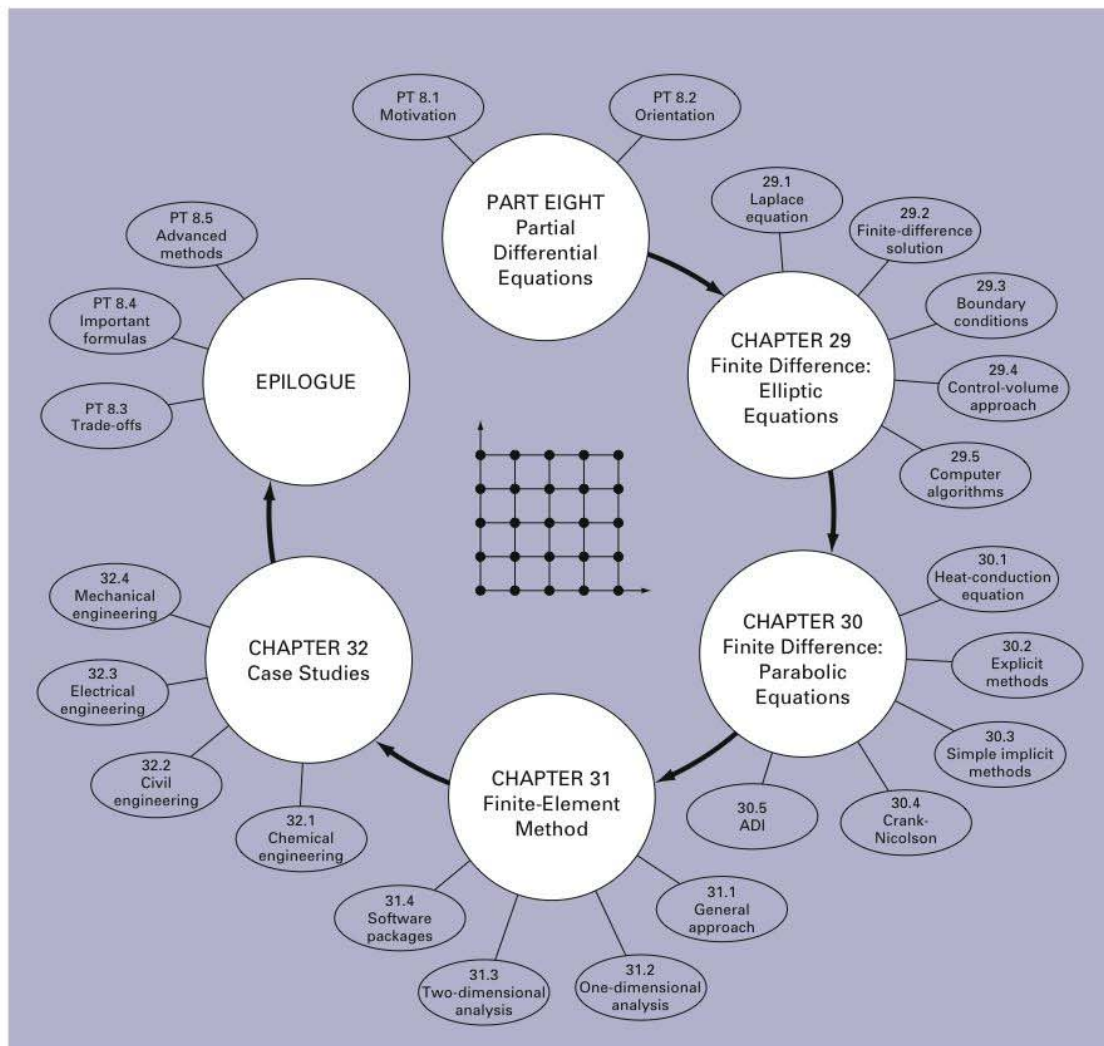 PT 8.1
Motivation
PT 8.2
Orientation
PART EIGHT
Partial
Differential
Equations
29.1
Laplace
equation
29.2
Finite-difference
solution
29.3
Boundary
conditions
29.4
Control-volume
approach
29.5
Computer
algorithms
CHAPTER 29
Finite Difference:
Elliptic
Equations
30.1
Heat-conduction
equation
30.2
Explicit
methods
30.3
Simple implicit
methods
30.4
Crank-
Nicolson
30.5
ADI
CHAPTER 30
Finite Difference:
Parabolic
Equations
31.1
General
approach
31.2
One-dimensional
analysis
31.3
Two-dimensional
analysis
31.4
Software
packages
CHAPTER 31
Finite-Element
Method
32.1
Chemical
engineering
32.2
Civil
engineering
32.3
Electrical
engineering
32.4
Mechanical
engineering
CHAPTER 32
Case Studies
PT 8.3
Trade-offs
PT 8.4
Important
formulas
PT 8.5
Advanced
methods
EPILOGUE